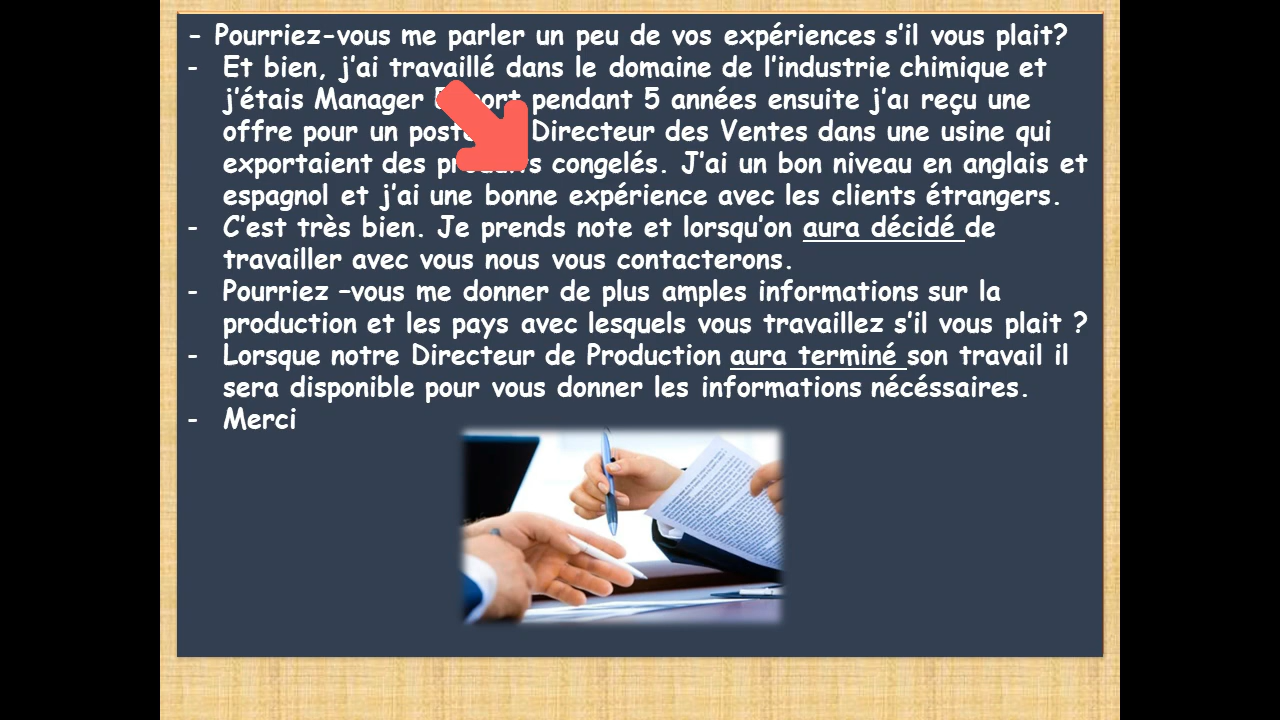 - Pourriez-vous me parler un peu de vos expériences s'il vous plait?
- Et bien, j'ai travaillé dans le domaine de l'industrie chimique et
j'étais Manager pendant 5 années ensuite j'ai reçu une
offre pour un poste Directeur des Ventes dans une usine qui
exportaient des congelés. J'ai un bon niveau en anglais et
espagnol et j'ai une bonne expérience avec les clients étrangers.
- C'est très bien. Je prends note et lorsqu'on aura décidé de
travailler avec vous nous vous contacterons.
- Pourriez –vous me donner de plus amples informations sur la
production et les pays avec lesquels vous travaillez s'il vous plait ?
- Lorsque notre Directeur de Production aura terminé son travail il
sera disponible pour vous donner les informations nécéssaires.
- Merci